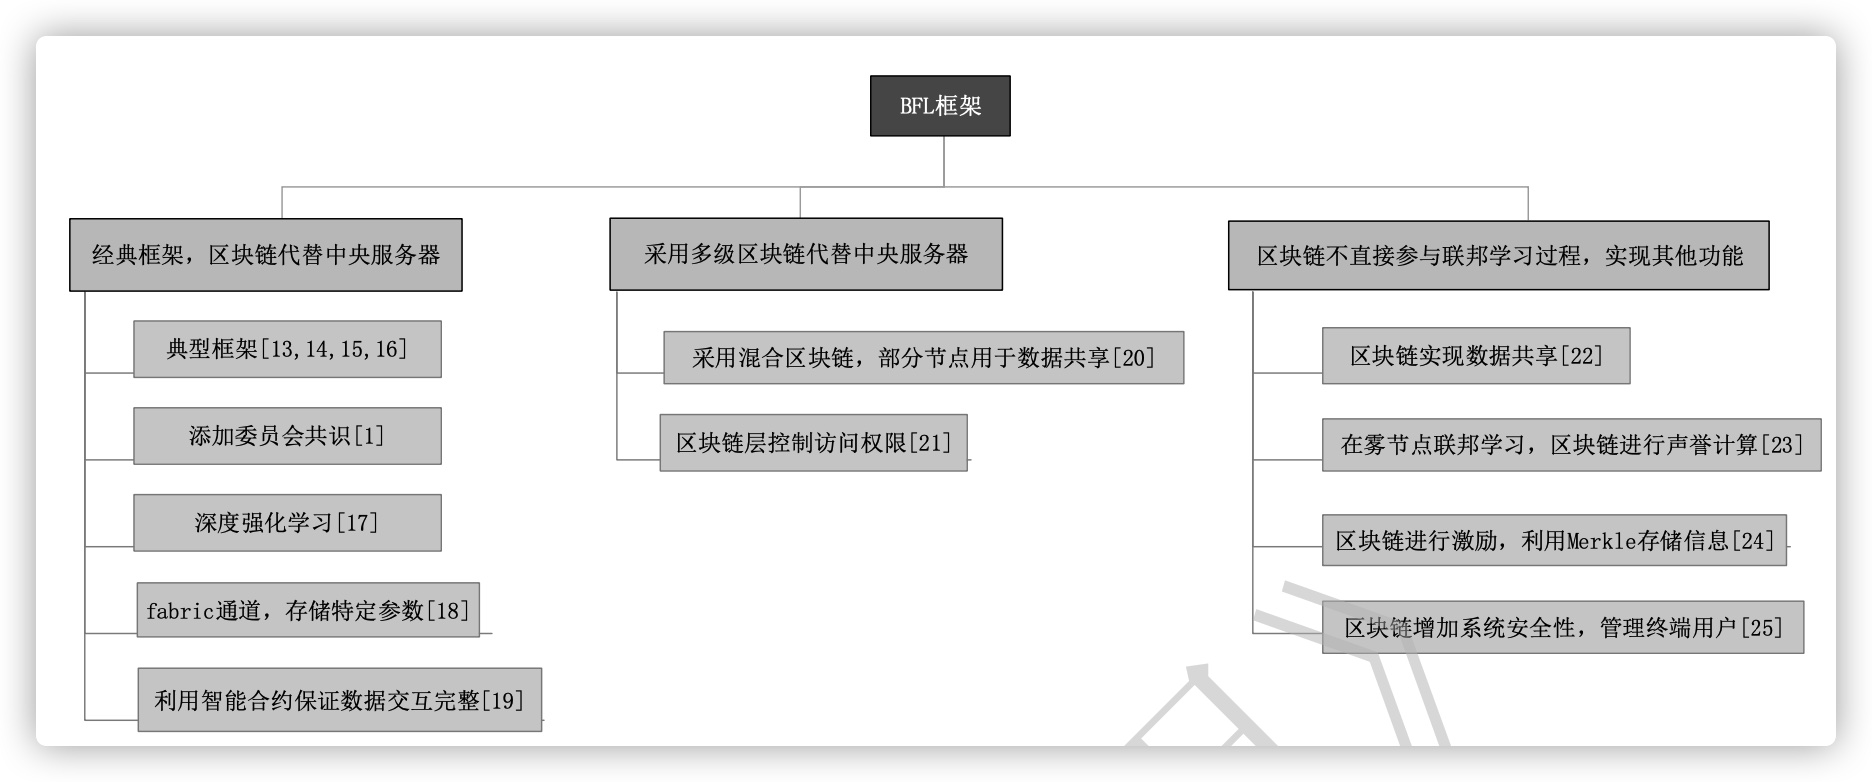 BFL框架
经典框架，区块链代替中央服务器
典型框架[13,14,15,16]
添加委员会共识[1]
深度强化学习[17]
fabric通道，存储特定参数[18]
利用智能合约保证数据交互完整[19]
采用多级区块链代替中央服务器
采用混合区块链，部分节点用于数据共享[20]
区块链层控制访问权限[21]
区块链不直接参与联邦学习过程，实现其他功能
区块链实现数据共享[22]
在雾节点联邦学习，区块链进行声誉计算[23]
区块链进行激励，利用Merkle存储信息[24]
区块链增加系统安全性，管理终端用户[25]